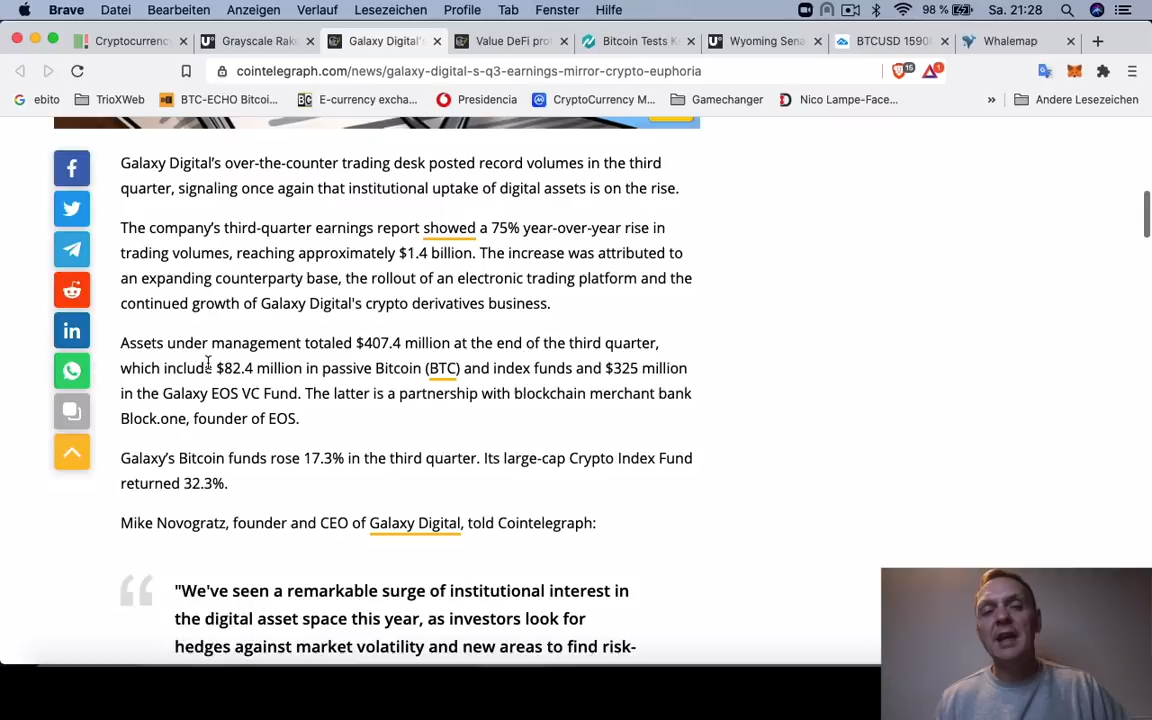 Brave Datei Bearbeiten Anzeigen Verlauf Lesezeichen Profile Tab Fenster Hilfe 98 % Sa. 21:28
Cryptocurrency Grayscale Rak Galaxy Digital's Value DeFi pro Bitcoin Tests K Wyoming Sena BTCUSD 1590 Whalemap
cointelegraph.com/news/galaxy-digital-s-q3-earnings-mirror-crypto-euphoria 15 1
ebito TrioXWeb BTC-ECHO Bitcoi... E-currency excha... Presidencia CryptoCurrency M... Gamechanger Nico Lampe-Face... » Andere Lesezeichen
Galaxy Digital’s over-the-counter trading desk posted record volumes in the third
quarter, signaling once again that institutional uptake of digital assets is on the rise.
The company’s third-quarter earnings report showed a 75% year-over-year rise in
trading volumes, reaching approximately $1.4 billion. The increase was attributed to
an expanding counterparty base, the rollout of an electronic trading platform and the
continued growth of Galaxy Digital's crypto derivatives business.
Assets under management totaled $407.4 million at the end of the third quarter,
which include $82.4 million in passive Bitcoin (BTC) and index funds and $325 million
in the Galaxy EOS VC Fund. The latter is a partnership with blockchain merchant bank
Block.one, founder of EOS.
Galaxy’s Bitcoin funds rose 17.3% in the third quarter. Its large-cap Crypto Index Fund
returned 32.3%.
Mike Novogratz, founder and CEO of Galaxy Digital, told Cointelegraph:
"We've seen a remarkable surge of institutional interest in
the digital asset space this year, as investors look for
hedges against market volatility and new areas to find risk-